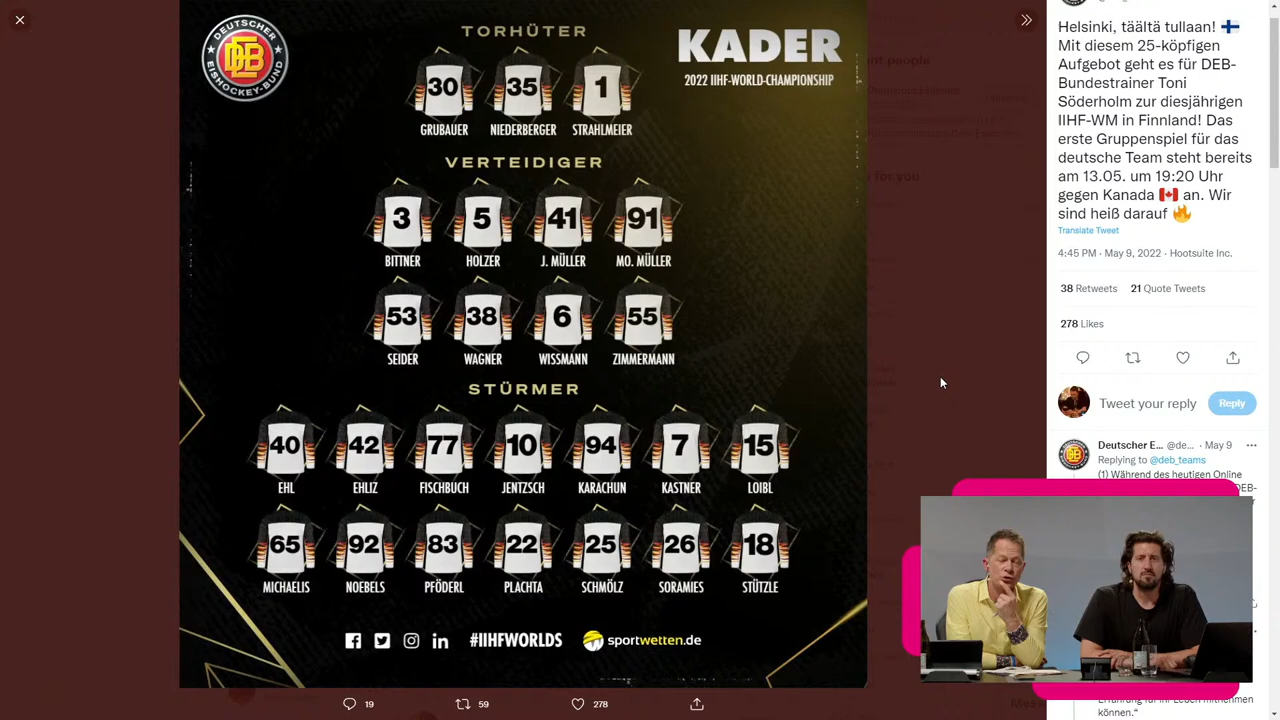 DEUTSCHER
DEB
EISHOCKEY-BUND
KADER
2022 IIHF-WORLD-CHAMPIONSHIP
TORHÜTER
30 35 1
GRUBAUER NIEDERBERGER STRAHLMEIER
VERTEIDIGER
3 5 41 91
BITTNER HOLZER J. MÜLLER MO. MÜLLER
53 38 6 55
SEIDER WAGNER WISSMANN ZIMMERMANN
STÜRMER
40 42 77 10 94 7 15
EHL EHLIZ FISCHBUCH JENTZSCH KARACHUN KASTNER LOIBL
65 92 83 22 25 26 18
MICHAELIS NOEBELS PFÖDERL PLACHTA SCHMÖLZ SORAMIES STÜTZLE
#IIHFWORLDS sportwetten.de
19 59 278
Helsinki, täältä tullaan! 🇫🇮
Mit diesem 25-köpfigen
Aufgebot geht es für DEB-
Bundestrainer Toni
Söderholm zur diesjährigen
IIHF-WM in Finnland! Das
erste Gruppenspiel für das
deutsche Team steht bereits
am 13.05. um 19:20 Uhr
gegen Kanada 🇨🇦 an. Wir
sind heiß darauf 🔥
Translate Tweet
4:45 PM · May 9, 2022 · Hootsuite Inc.
38 Retweets 21 Quote Tweets
278 Likes
Tweet your reply Reply
Deutscher E... @de... · May 9 ...
Replying to @deb_teams
(1) Während des heutigen Online
DEB-
können."